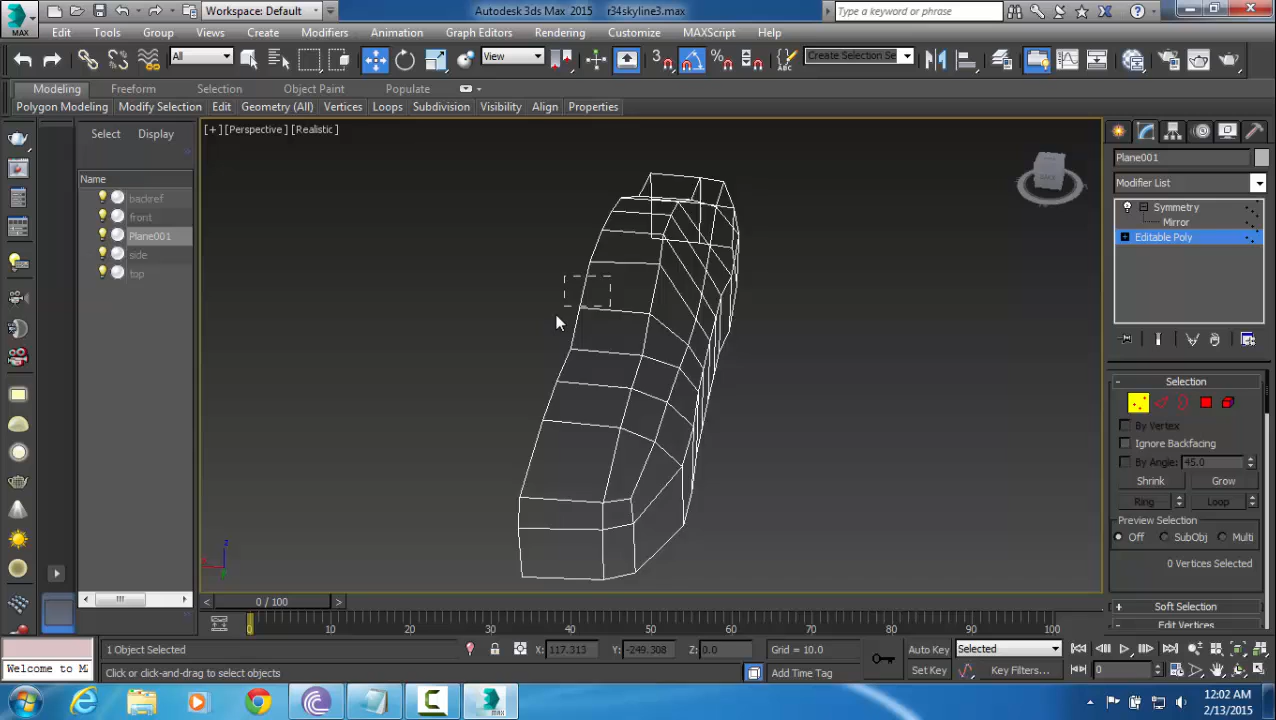 Workspace: Default
Autodesk 3ds Max 2015
r34skyline3.max
Type a keyword or phrase
MAX
Edit Tools Group Views Create Modifiers Animation Graph Editors Rendering Customize MAXScript Help
All
View
3
Create Selection Se
Modeling Freeform Selection Object Paint Populate
Polygon Modeling Modify Selection Edit Geometry (All) Vertices Loops Subdivision Visibility Align Properties
Select Display
[+] [Perspective] [Realistic]
Name
backref
front
Plane001
side
top
Plane001
Modifier List
Symmetry
Mirror
Editable Poly
Selection
By Vertex
Ignore Backfacing
By Angle: 45.0
Shrink Grow
Ring Loop
Preview Selection
Off SubObj Multi
0 Vertices Selected
Soft Selection
Edit Vertices
z
0 / 100
0 10 20 30 40 50 60 70 80 90 100
1 Object Selected
X: 117.313 Y: -249.308 Z: 0.0 Grid = 10.0
Auto Key Selected
Welcome to M
Click or click-and-drag to select objects
Add Time Tag
Set Key Key Filters...
0
12:02 AM
2/13/2015